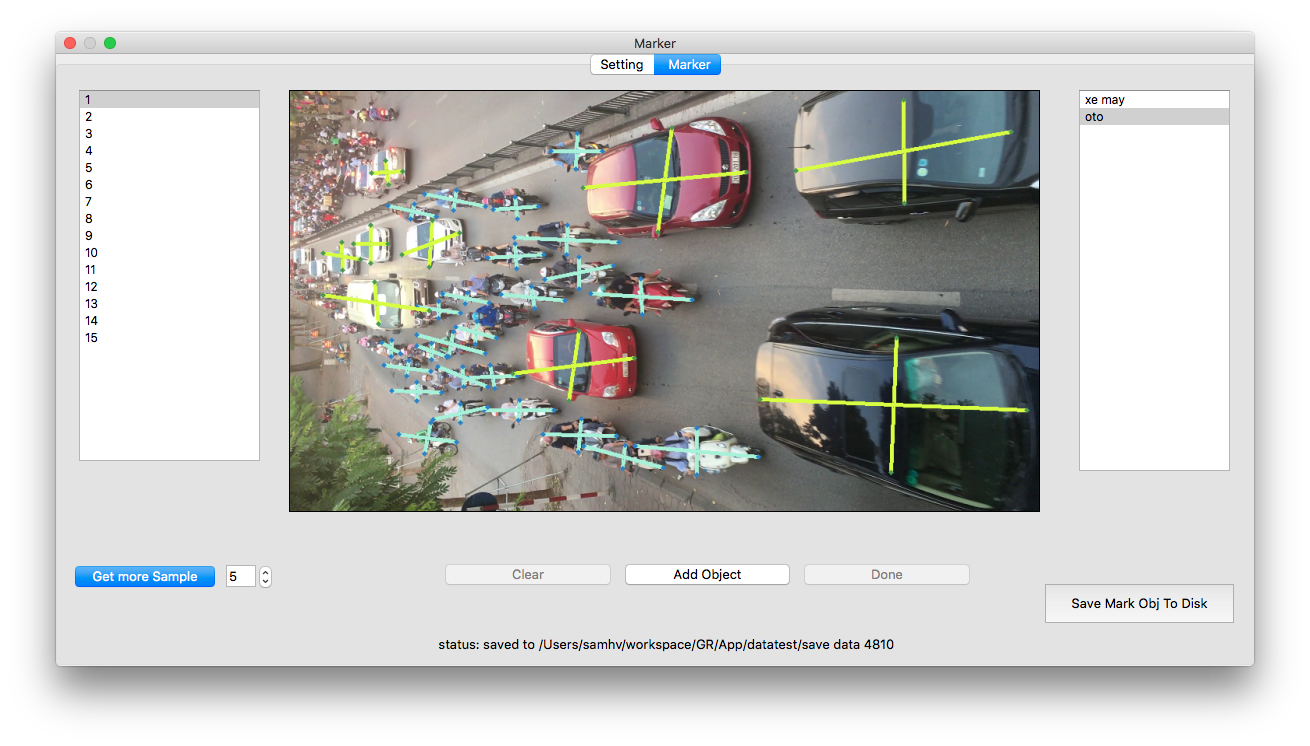 Marker
Setting
Marker
1
2
3
4
5
6
7
8
9
10
11
12
13
14
15
xe may
oto
Get more Sample
5
Clear
Add Object
Done
Save Mark Obj To Disk
status: saved to /Users/samhv/workspace/GR/App/datatest/save data 4810